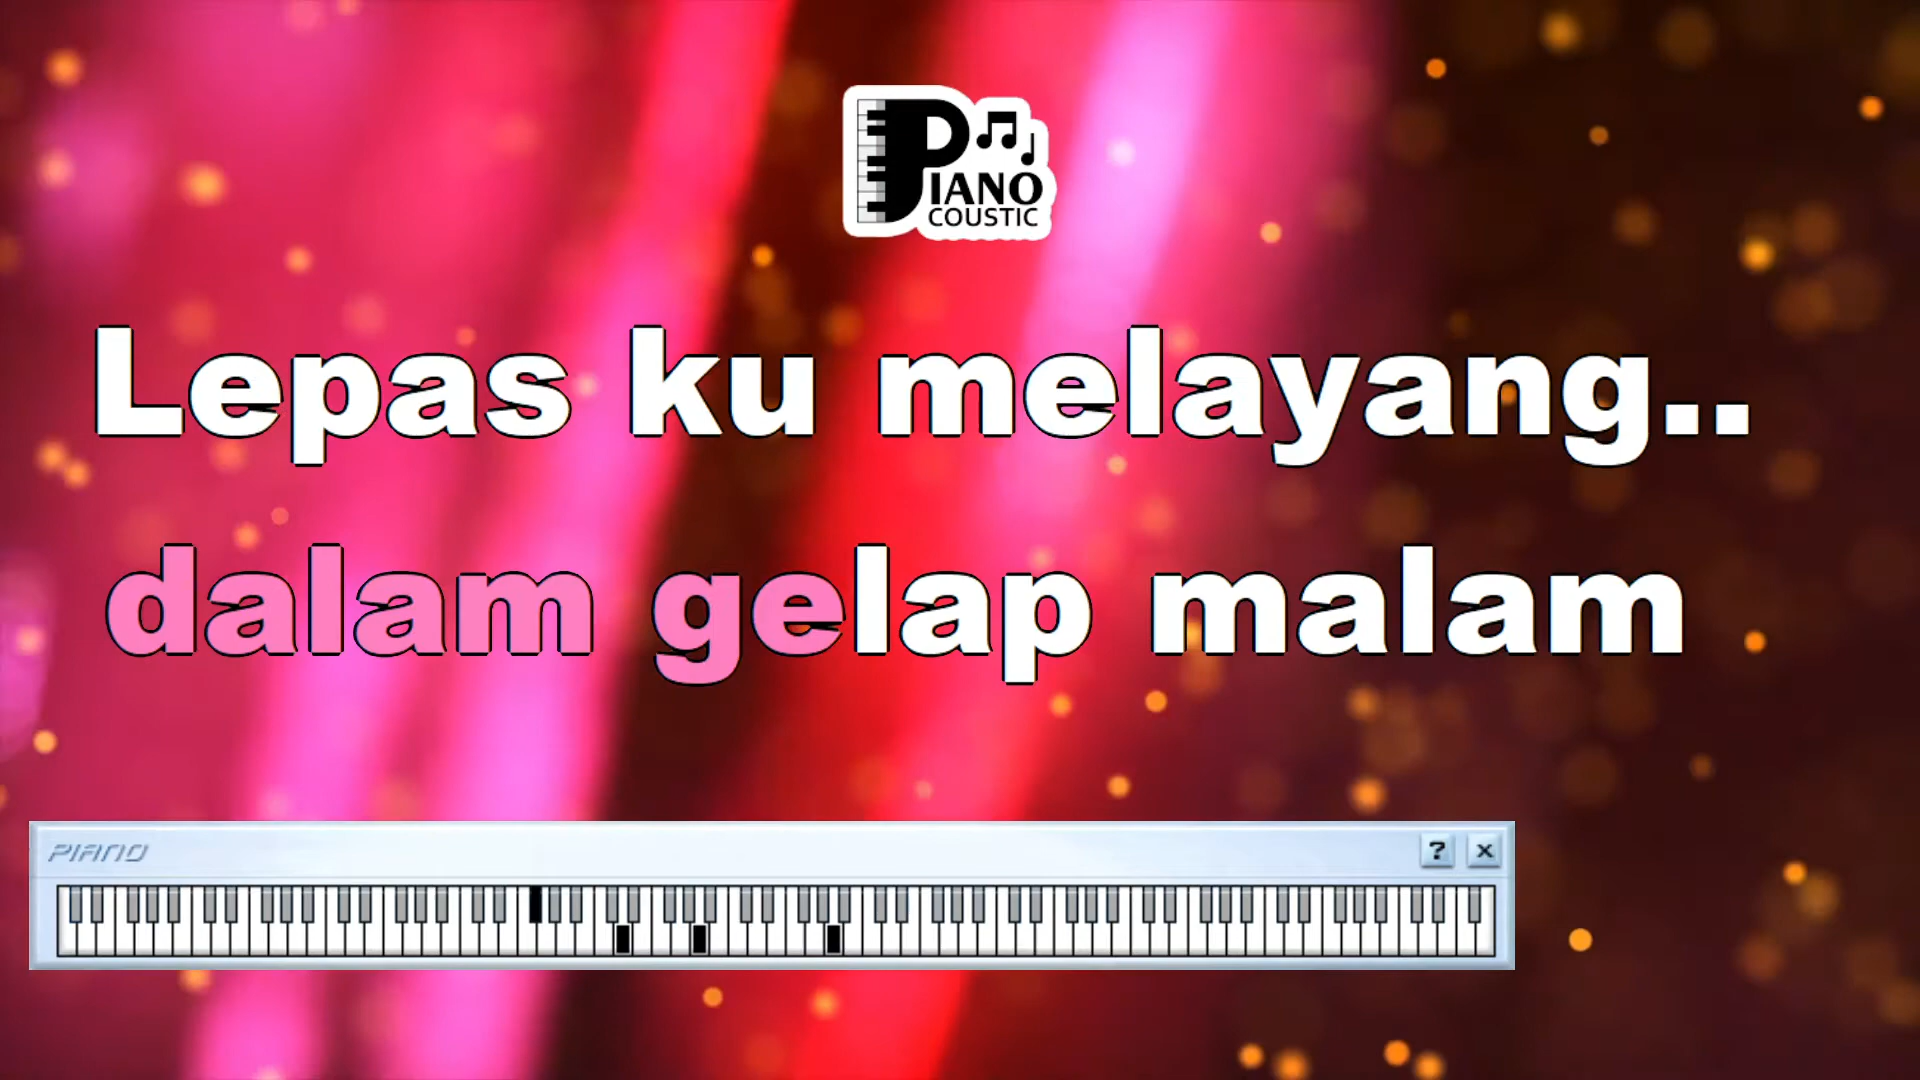 PIANO
COUSTIC
Lepas ku melayang..
dalam gelap malam
PIANO
? x